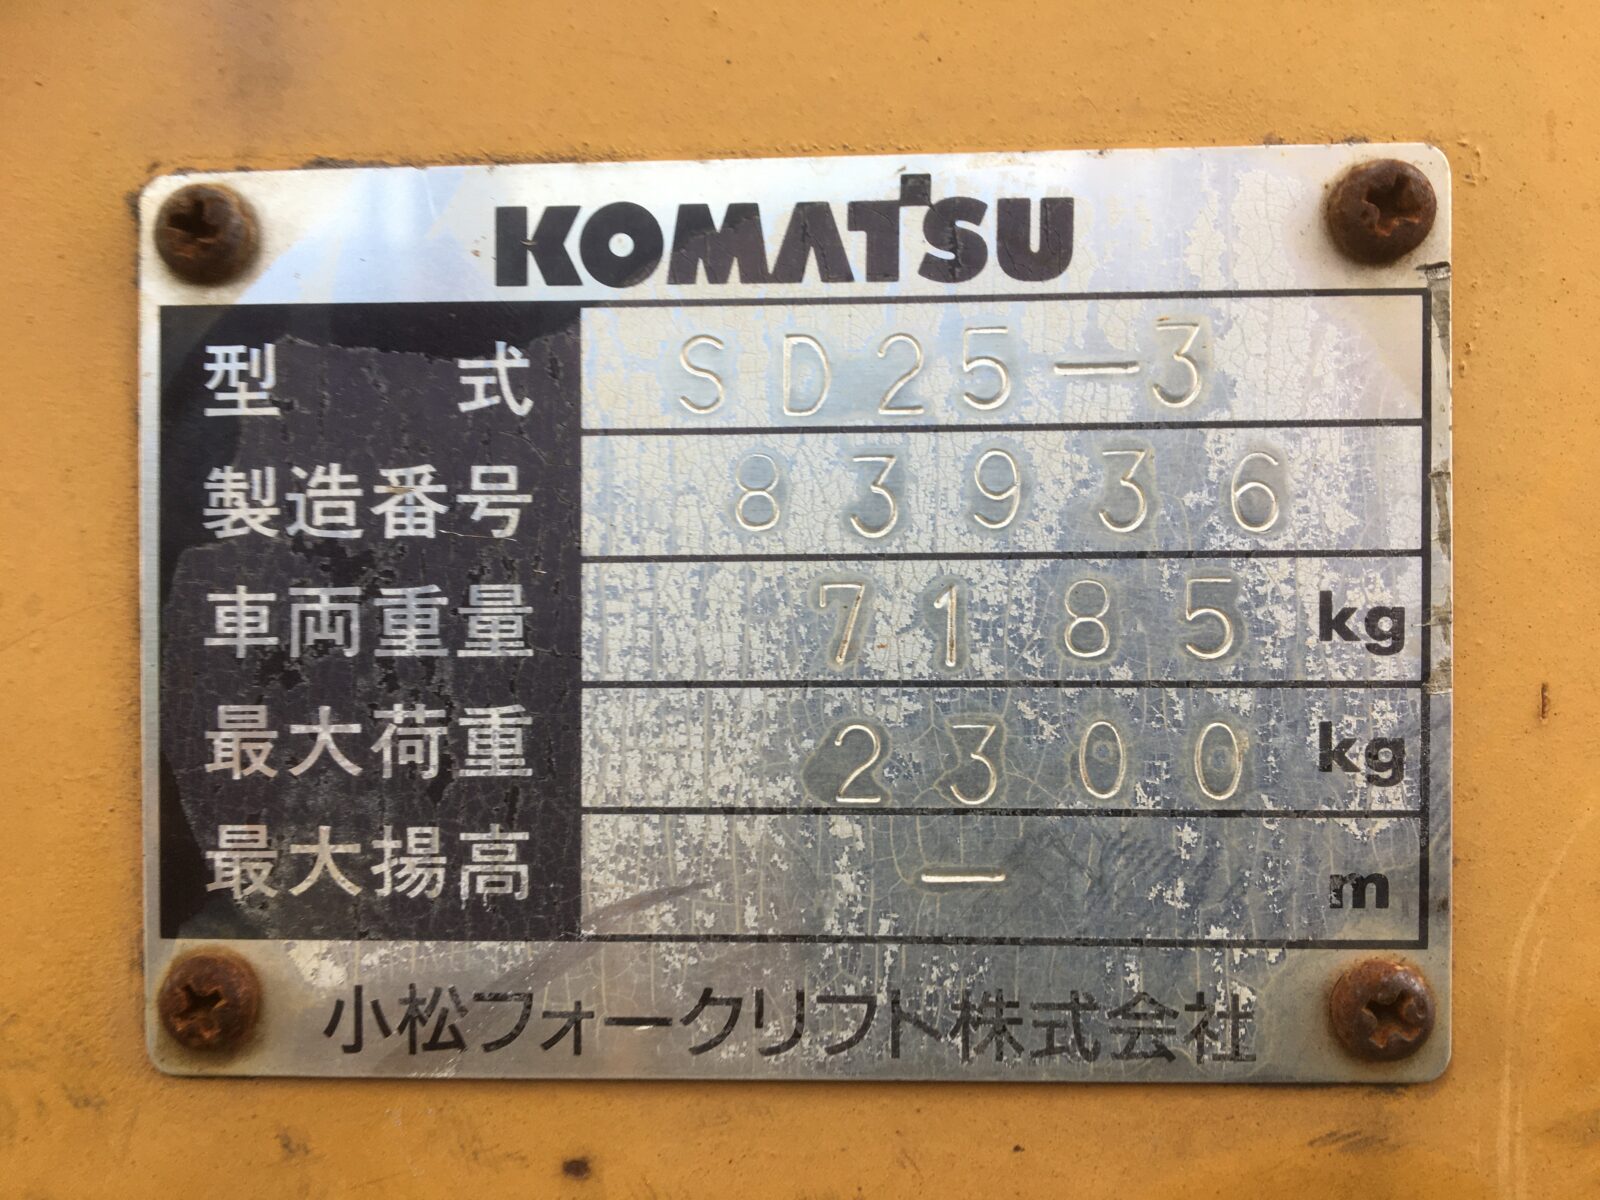 KOMATSU
型式 SD25-3
製造番号 83936
車両重量 7185 kg
最大荷重 2300 kg
最大揚高 - m
小松フォークリフト株式会社